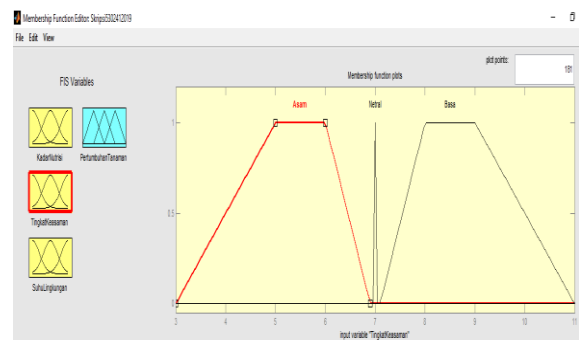 Membership Function Editor: Skripsi5302412019
File Edit View
FIS Variables
KadarNutrisi
PertumbuhanTanaman
TingkatKeasaman
SuhuLingkungan
plot points:
181
Membership function plots
Asam Netral Basa
1
0.5
0
3 4 5 6 7 8 9 10 11
input variable "TingkatKeasaman"